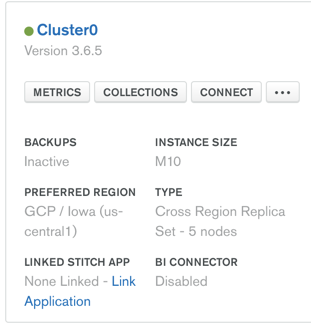 Cluster0
Version 3.6.5
METRICS COLLECTIONS CONNECT ...
BACKUPS INSTANCE SIZE
Inactive M10
PREFERRED REGION TYPE
GCP / Iowa (us- Cross Region Replica
central1) Set - 5 nodes
LINKED STITCH APP BI CONNECTOR
None Linked - Link Disabled
Application